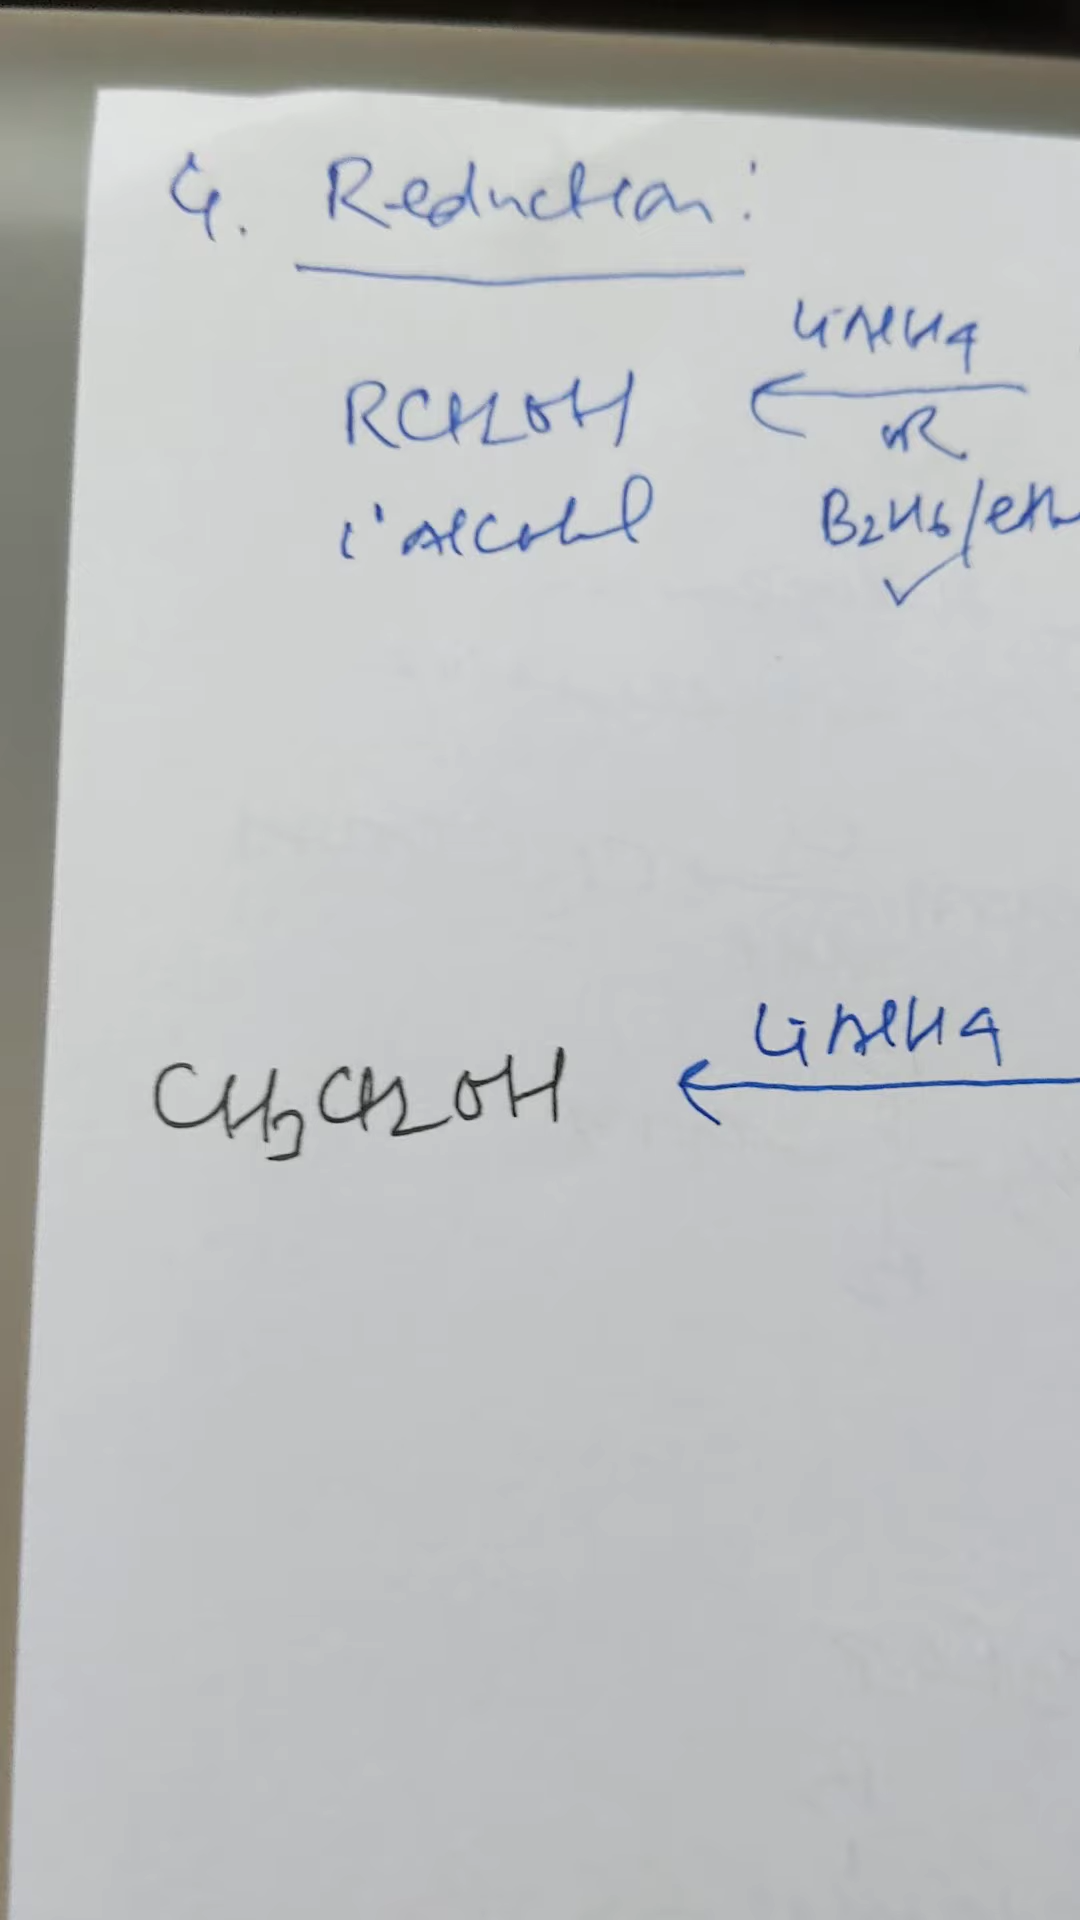 4. Reduction:
LiAlH4
RCH2OH ←
OR
1° Alcohol B2H6/eth
CH3CH2OH ← LiAlH4